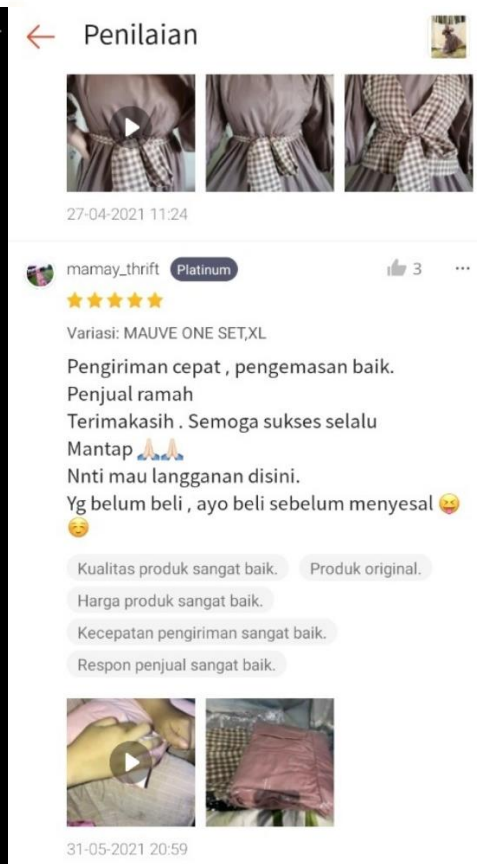 Penilaian
27-04-2021 11:24
mamay_thrift Platinum 3
Variasi: MAUVE ONE SET,XL
Pengiriman cepat , pengemasan baik.
Penjual ramah
Terimakasih . Semoga sukses selalu
Mantap 🙏🏻🙏🏻
Nnti mau langganan disini.
Yg belum beli , ayo beli sebelum menyesal 😝
☺️
Kualitas produk sangat baik. Produk original.
Harga produk sangat baik.
Kecepatan pengiriman sangat baik.
Respon penjual sangat baik.
31-05-2021 20:59